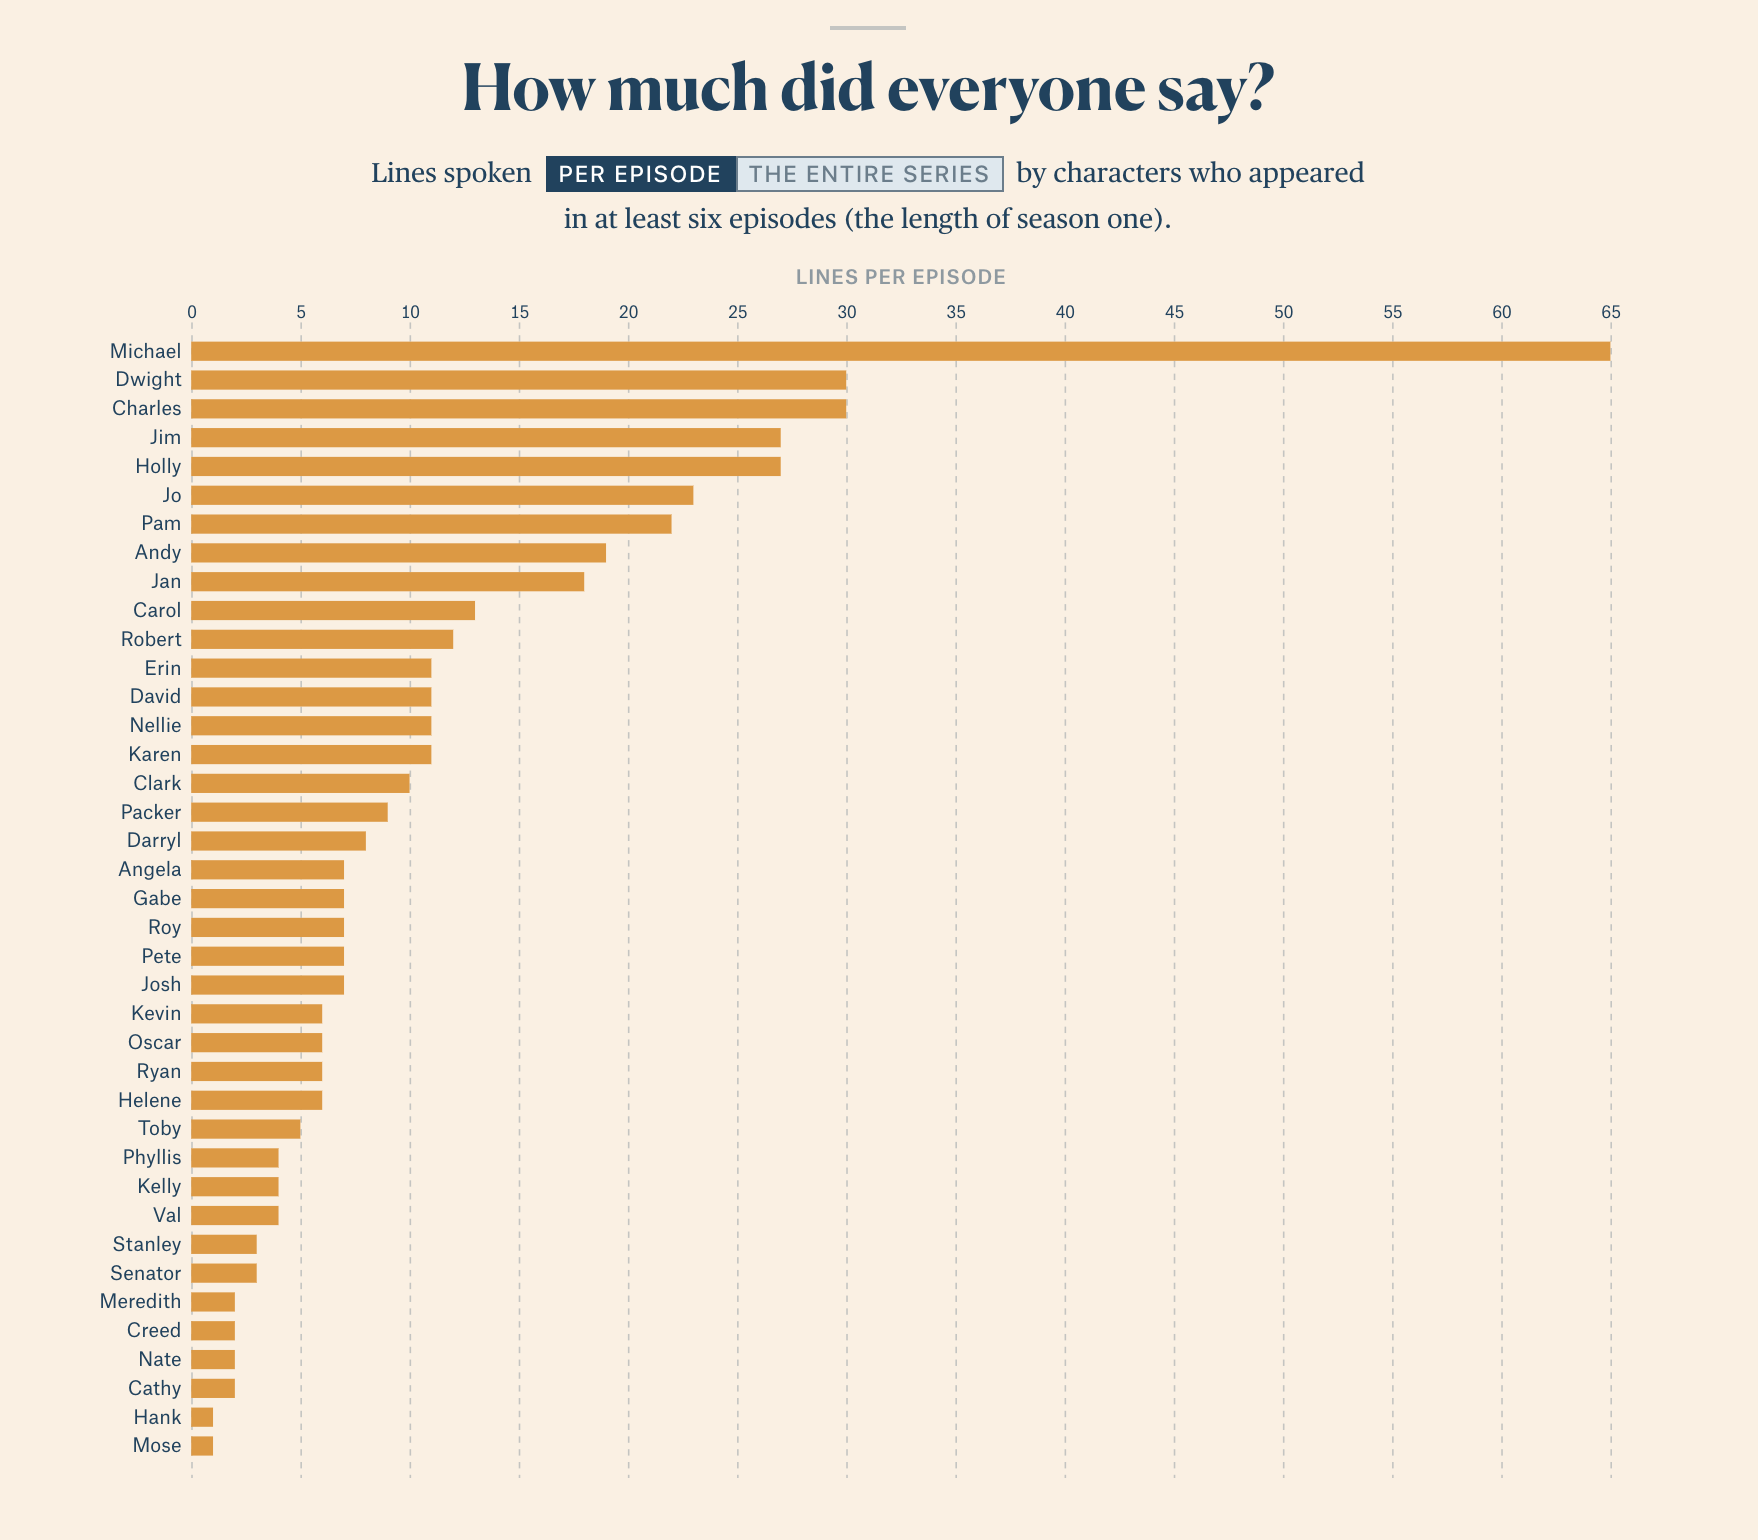 How much did everyone say?
Lines spoken PER EPISODE THE ENTIRE SERIES by characters who appeared
in at least six episodes (the length of season one).
LINES PER EPISODE
0 5 10 15 20 25 30 35 40 45 50 55 60 65
Michael
Dwight
Charles
Jim
Holly
Jo
Pam
Andy
Jan
Carol
Robert
Erin
David
Nellie
Karen
Clark
Packer
Darryl
Angela
Gabe
Roy
Pete
Josh
Kevin
Oscar
Ryan
Helene
Toby
Phyllis
Kelly
Val
Stanley
Senator
Meredith
Creed
Nate
Cathy
Hank
Mose